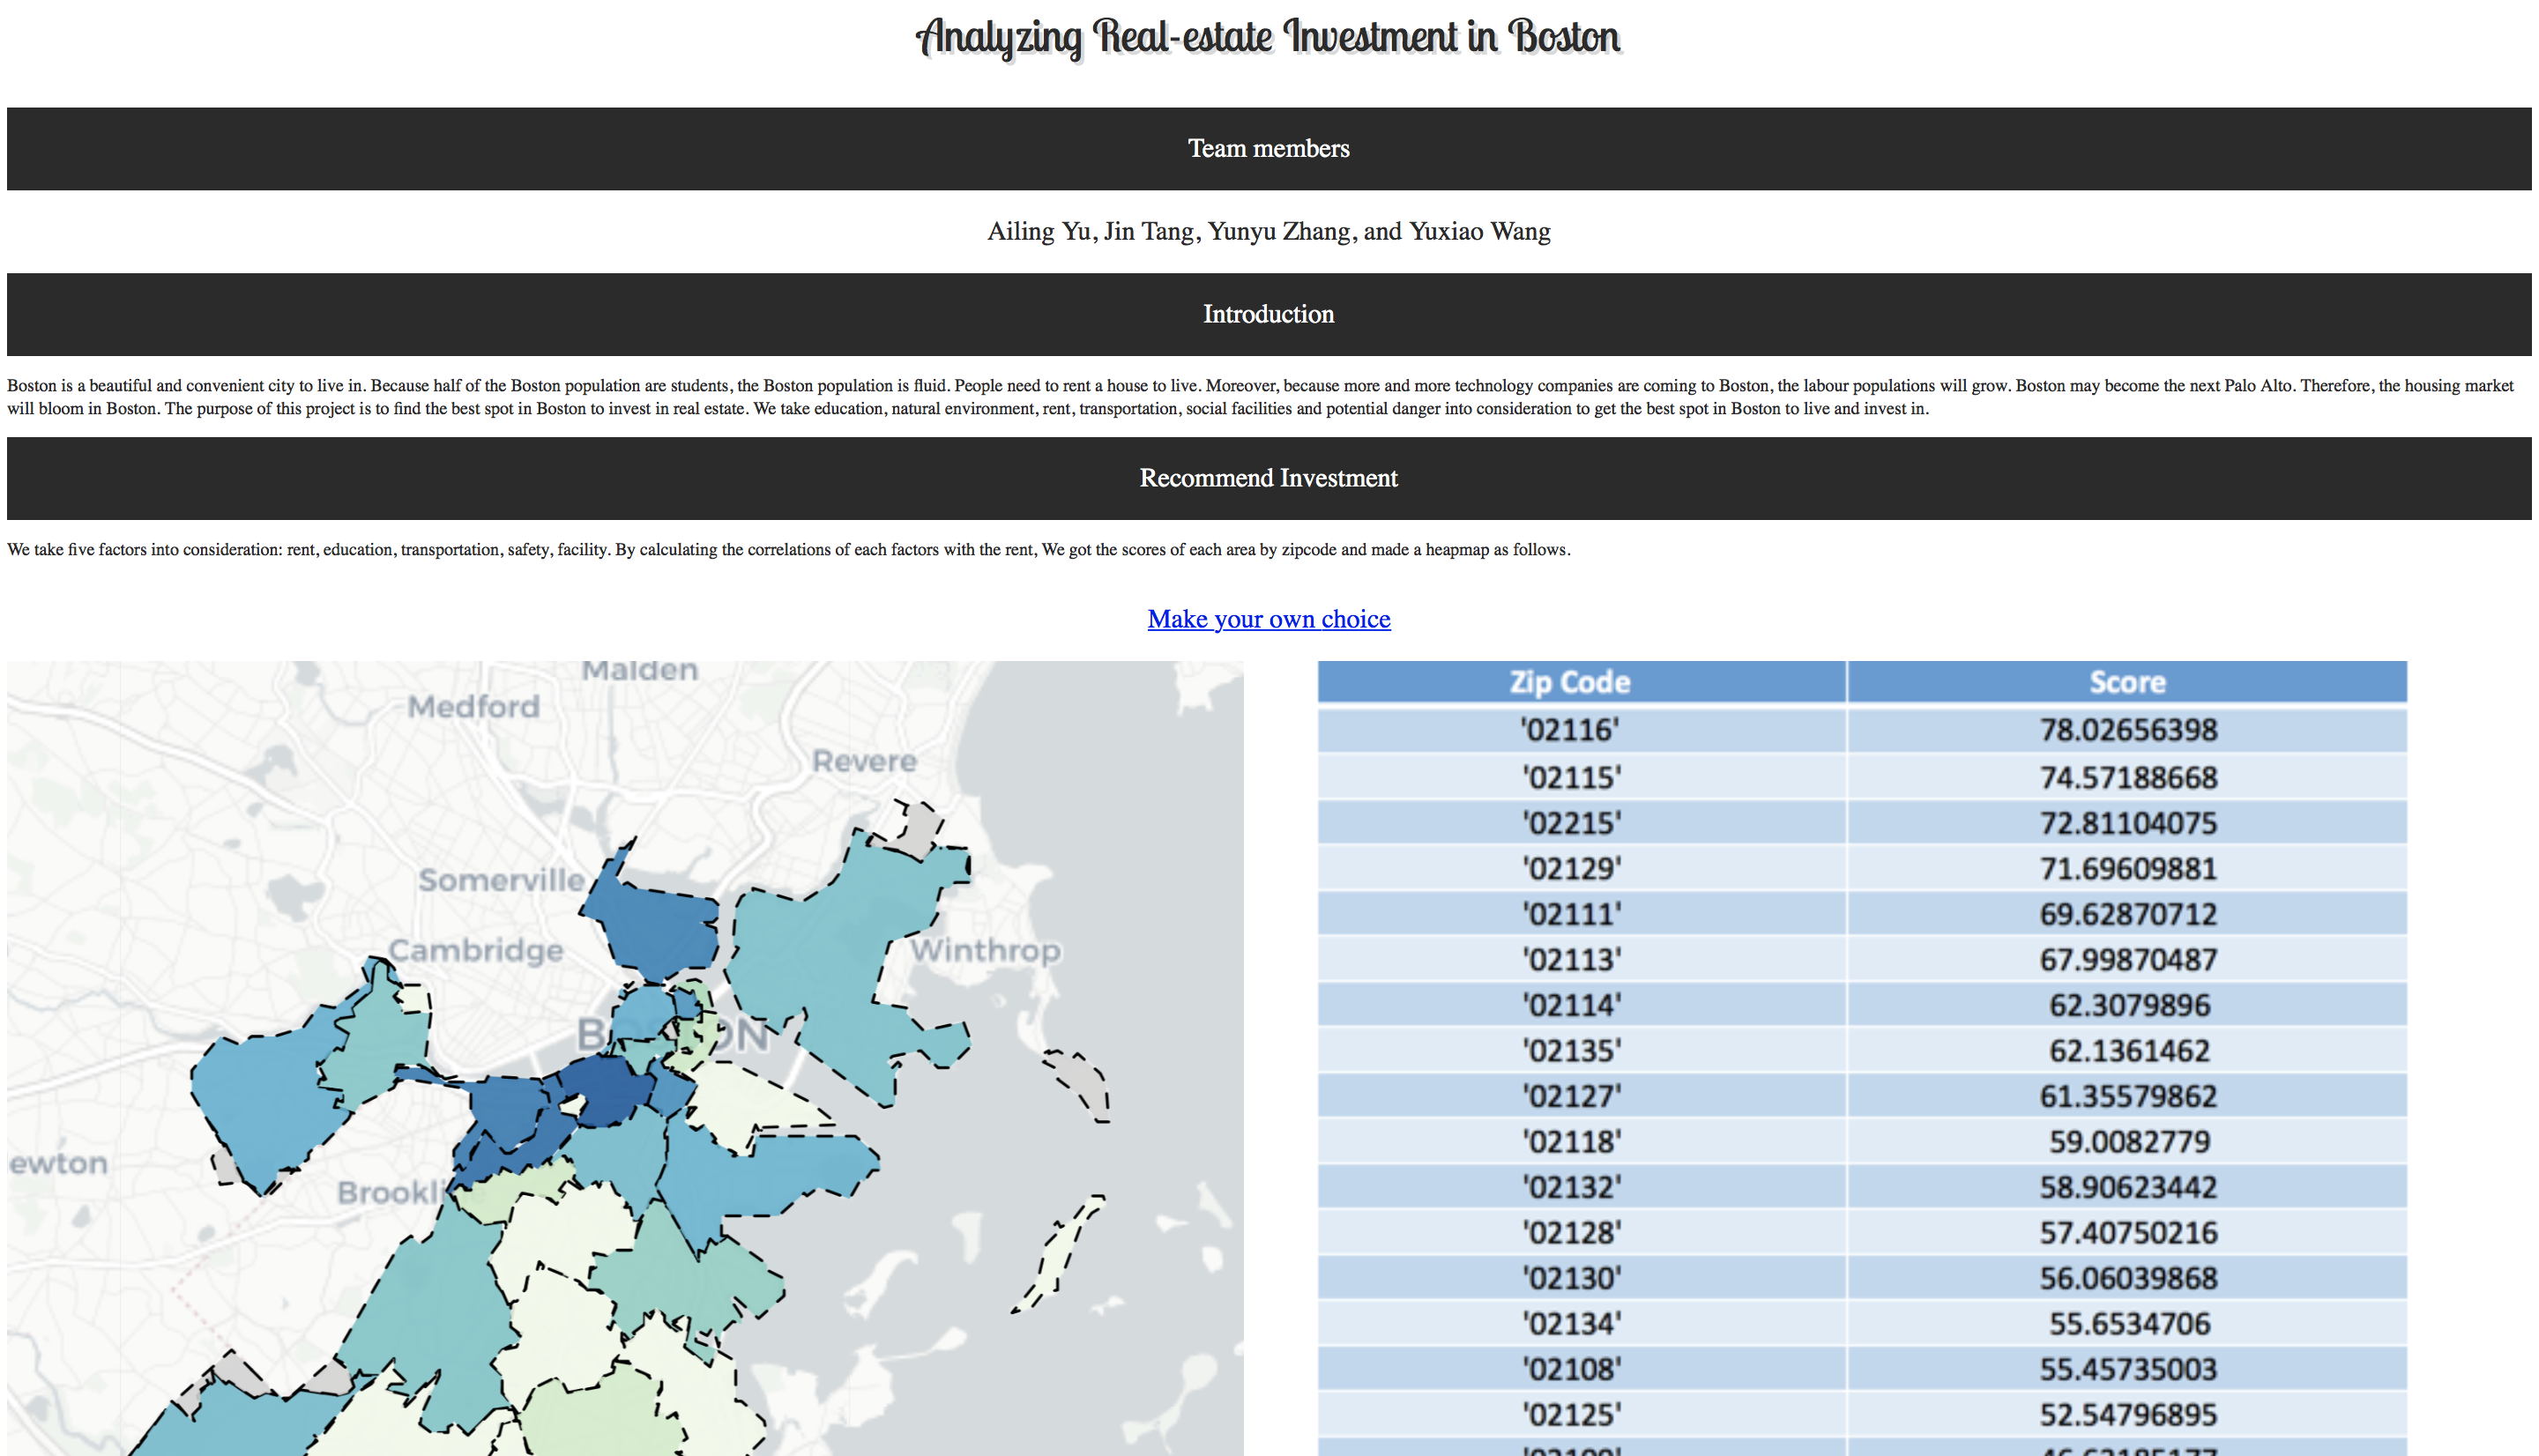 Analyzing Real-estate Investment in Boston
Team members
Ailing Yu, Jin Tang, Yunyu Zhang, and Yuxiao Wang
Introduction
Boston is a beautiful and convenient city to live in. Because half of the Boston population are students, the Boston population is fluid. People need to rent a house to live. Moreover, because more and more technology companies are coming to Boston, the labour populations will grow. Boston may become the next Palo Alto. Therefore, the housing market
will bloom in Boston. The purpose of this project is to find the best spot in Boston to invest in real estate. We take education, natural environment, rent, transportation, social facilities and potential danger into consideration to get the best spot in Boston to live and invest in.
Recommend Investment
We take five factors into consideration: rent, education, transportation, safety, facility. By calculating the correlations of each factors with the rent, We got the scores of each area by zipcode and made a heapmap as follows.
Make your own choice
Malden
Medford
Revere
Somerville
Cambridge
Winthrop
BOSTON
ewton
Brookli
Zip Code Score
'02116' 78.02656398
'02115' 74.57188668
'02215' 72.81104075
'02129' 71.69609881
'02111' 69.62870712
'02113' 67.99870487
'02114' 62.3079896
'02135' 62.1361462
'02127' 61.35579862
'02118' 59.0082779
'02132' 58.90623442
'02128' 57.40750216
'02130' 56.06039868
'02134' 55.6534706
'02108' 55.45735003
'02125' 52.54796895